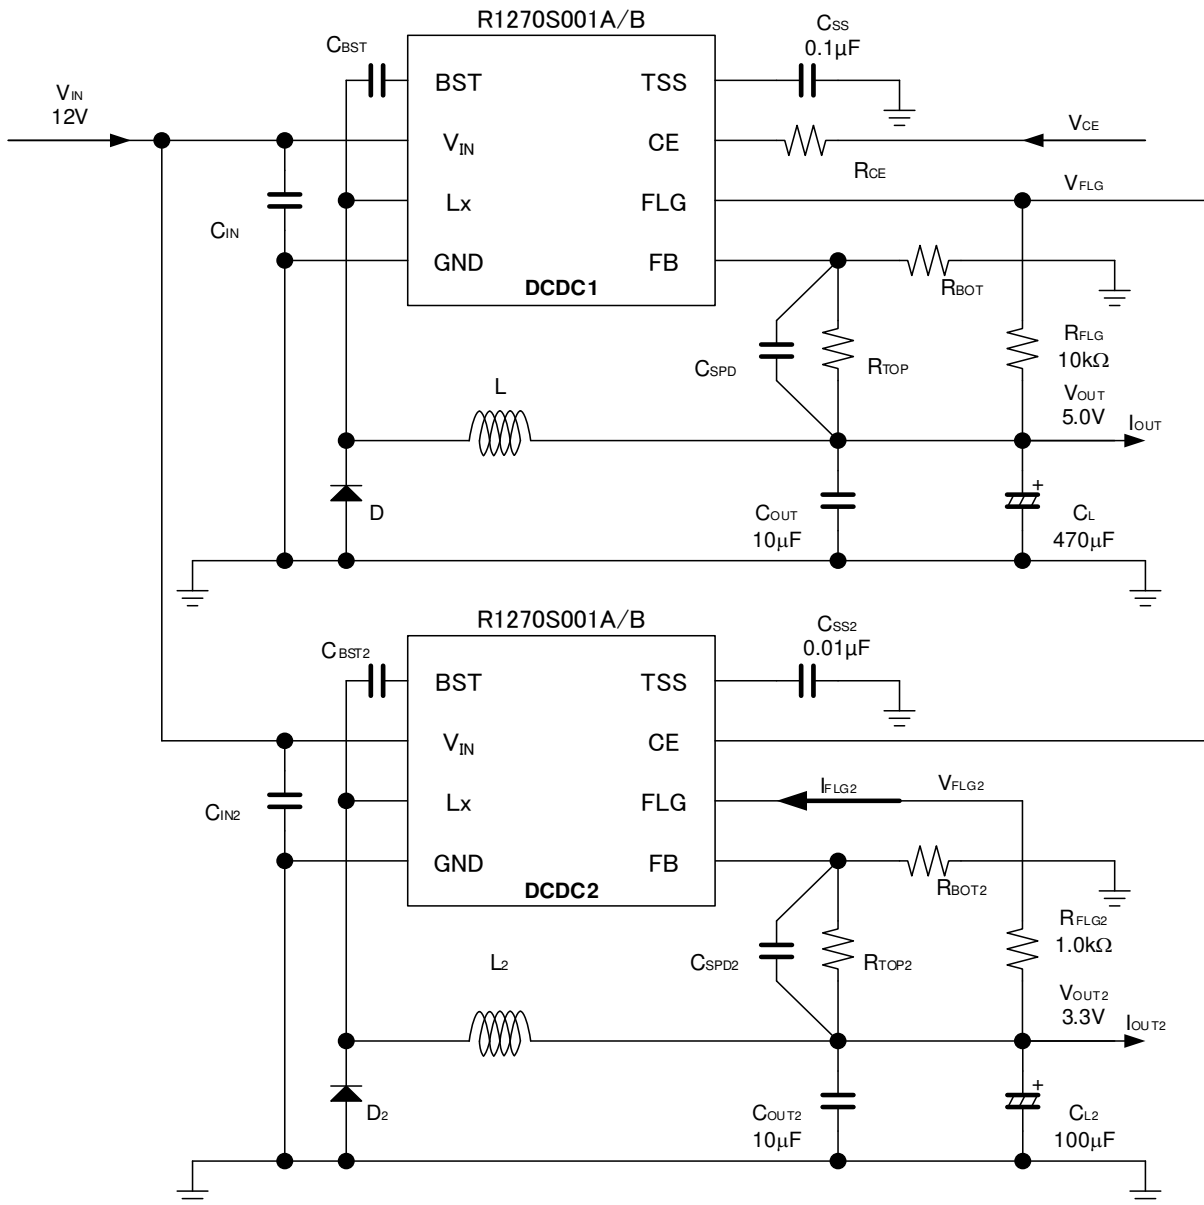 R1270S001A/B
CBST
CSS
0.1μF
BST
TSS
VIN
12V
VIN
CE
VCE
RCE
Lx
FLG
VFLG
CIN
GND
FB
DCDC1
RBOT
CSPD
RTOP
RFLG
10kΩ
L
VOUT
5.0V
IOUT
D
COUT
10μF
+
CL
470μF
R1270S001A/B
CBST2
CSS2
0.01μF
BST
TSS
VIN
CE
CIN2
Lx
FLG
IFLG2
VFLG2
GND
FB
DCDC2
RBOT2
CSPD2
RTOP2
RFLG2
1.0kΩ
L2
VOUT2
3.3V
IOUT2
D2
COUT2
10μF
+
CL2
100μF